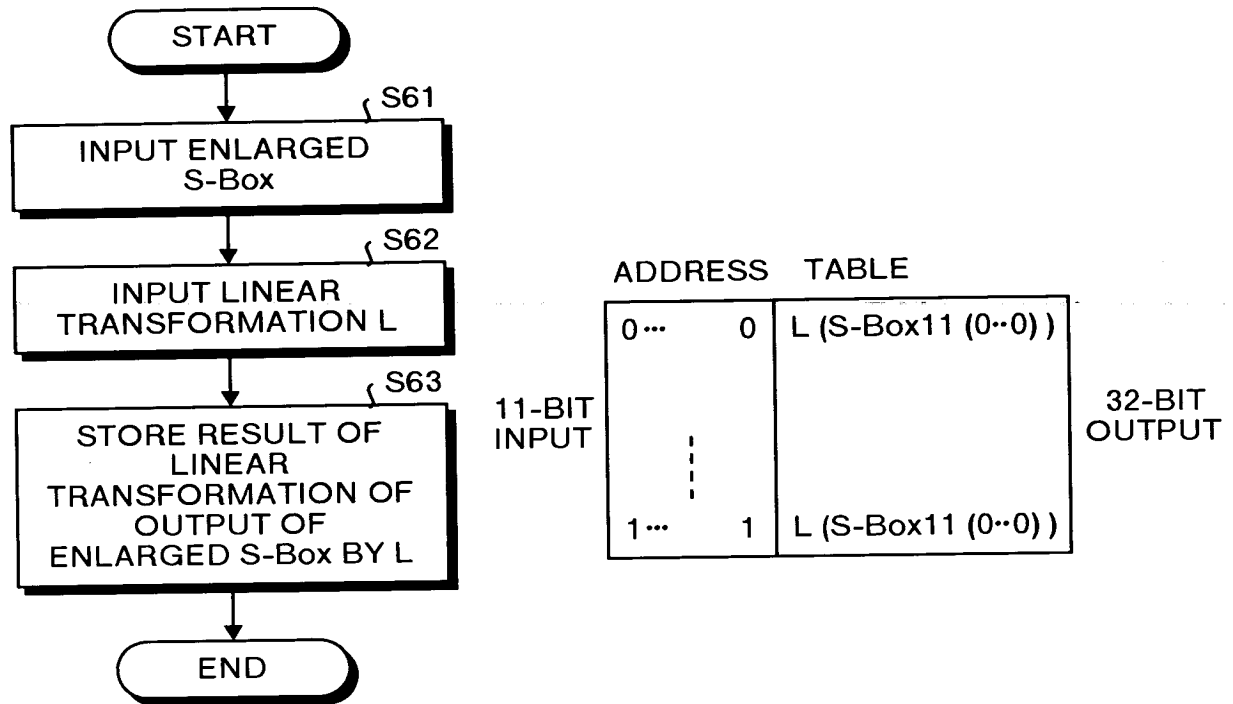 START
S61
INPUT ENLARGED
S-Box
S62
INPUT LINEAR
TRANSFORMATION L
S63
STORE RESULT OF
LINEAR
TRANSFORMATION OF
OUTPUT OF
ENLARGED S-Box BY L
END
ADDRESS TABLE
11-BIT
INPUT
0··· 0 L (S-Box11 (0··0) )
1··· 1 L (S-Box11 (0··0) )
32-BIT
OUTPUT